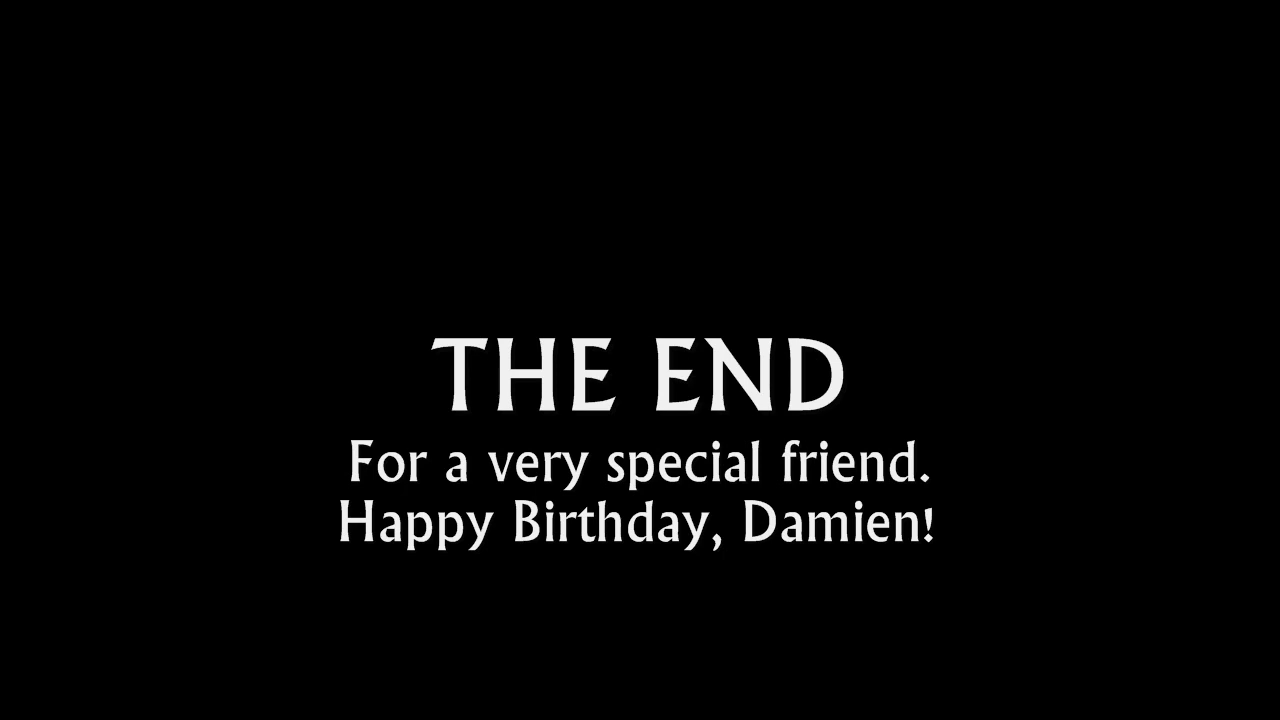 THE END
For a very special friend.
Happy Birthday, Damien!